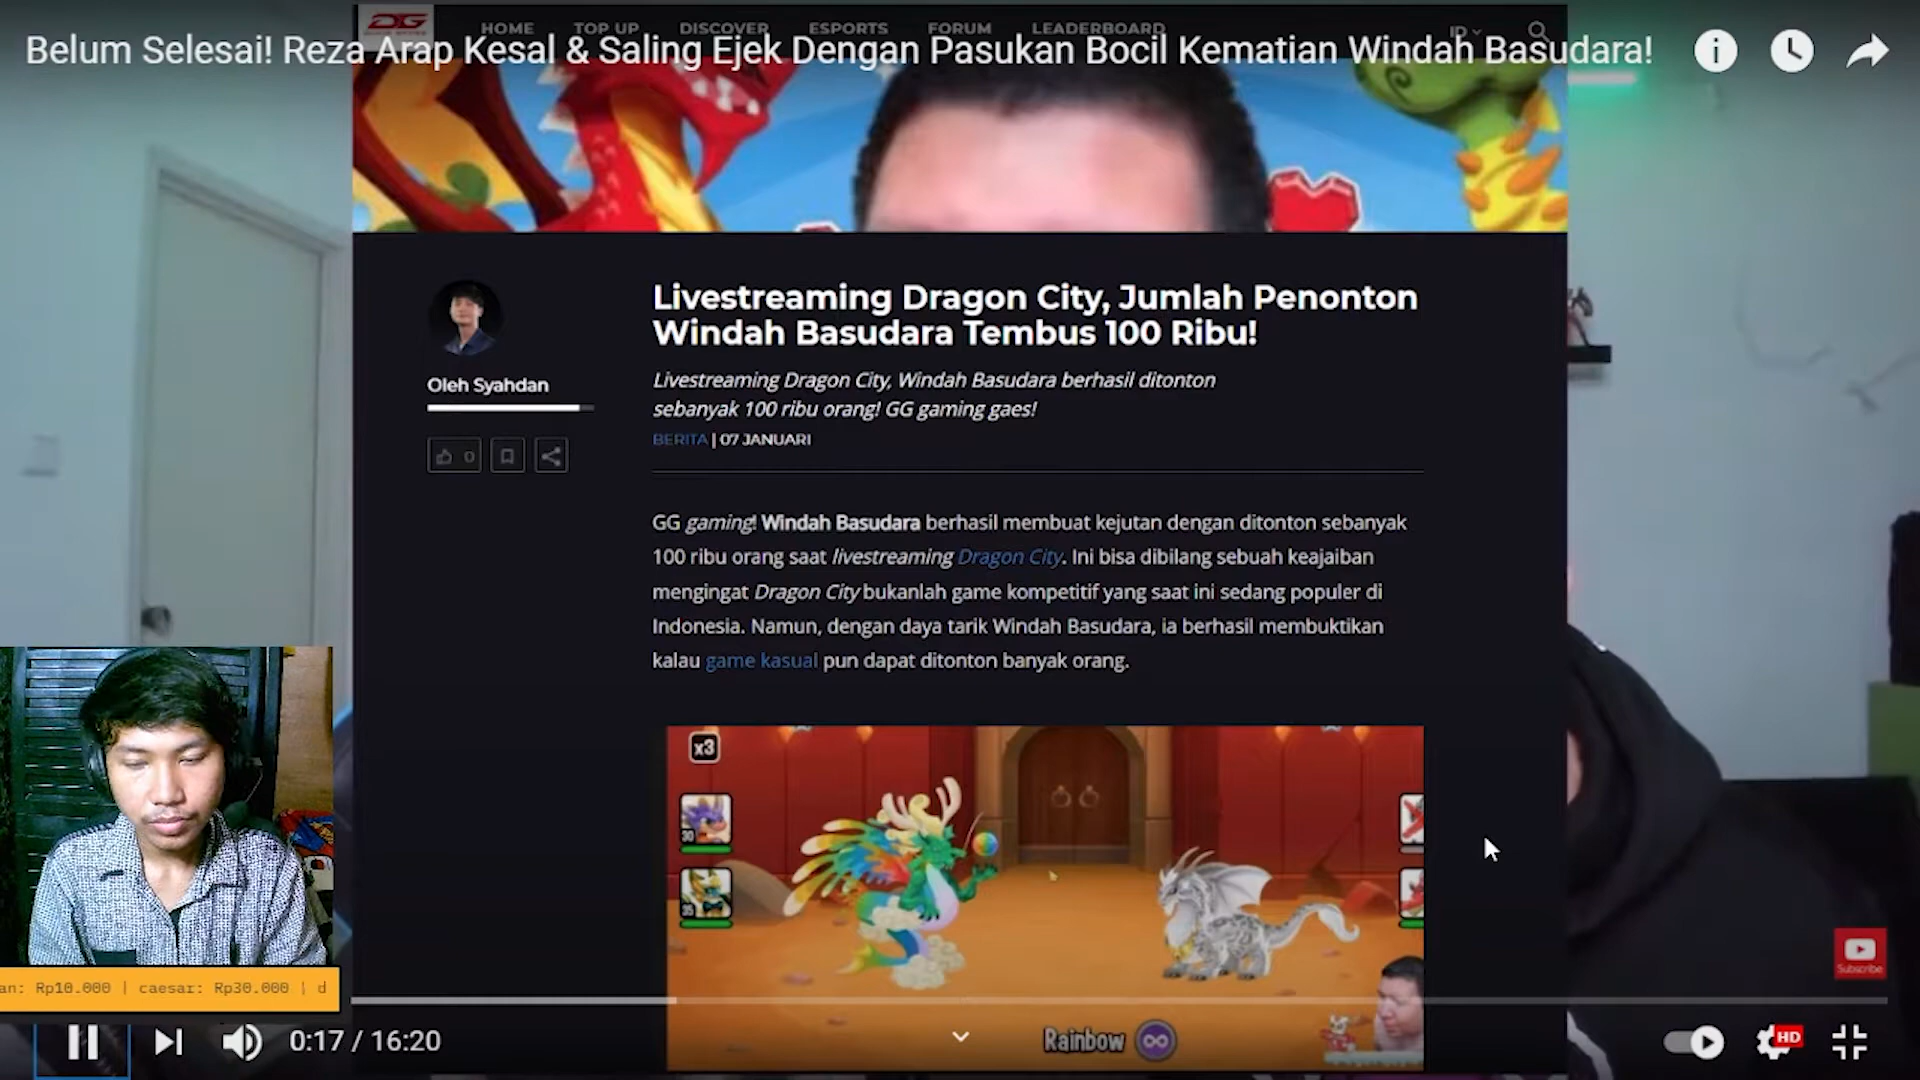 DG
HOME TOP UP DISCOVER ESPORTS FORUM LEADERBOARD ID
Belum Selesai! Reza Arap Kesal & Saling Ejek Dengan Pasukan Bocil Kematian Windah Basudara!
Livestreaming Dragon City, Jumlah Penonton
Windah Basudara Tembus 100 Ribu!
Oleh Syahdan
Livestreaming Dragon City, Windah Basudara berhasil ditonton
sebanyak 100 ribu orang! GG gaming gaes!
BERITA | 07 JANUARI
0
GG gaming! Windah Basudara berhasil membuat kejutan dengan ditonton sebanyak
100 ribu orang saat livestreaming Dragon City. Ini bisa dibilang sebuah keajaiban
mengingat Dragon City bukanlah game kompetitif yang saat ini sedang populer di
Indonesia. Namun, dengan daya tarik Windah Basudara, ia berhasil membuktikan
kalau game kasual pun dapat ditonton banyak orang.
x3
30
35
Subscribe
an: Rp10.000 | caesar: Rp30.000 | d
0:17 / 16:20
Rainbow
HD